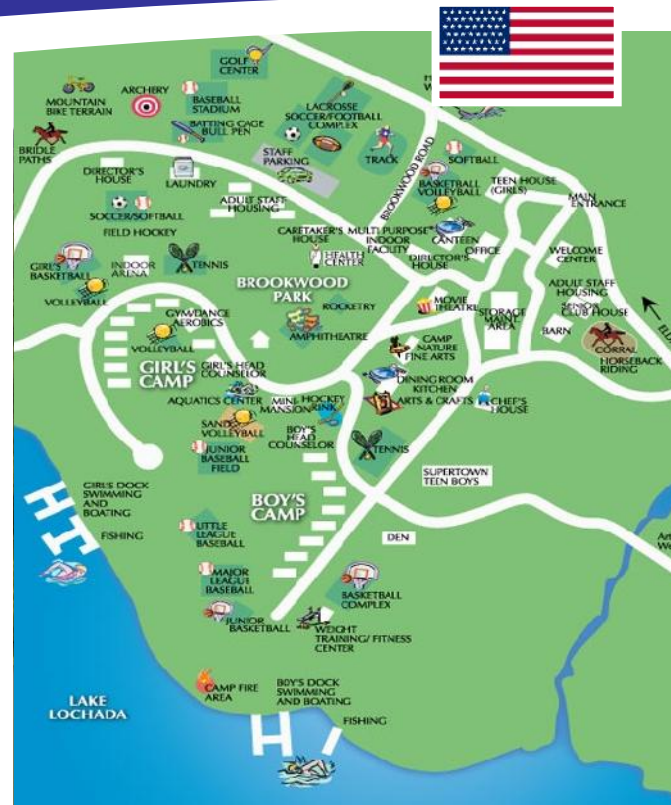 GOLF
CENTER
MOUNTAIN
BIKE TERRAIN
ARCHERY
BASEBALL
STADIUM
BATTING CAGE
BULL PEN
LACROSSE
SOCCER/FOOTBALL
COMPLEX
BRIDLE
PATHS
STAFF
PARKING
TRACK
BROOKWOOD ROAD
SOFTBALL
DIRECTOR'S
HOUSE
LAUNDRY
BASKETBALL
VOLLEYBALL
TEEN HOUSE
(GIRLS)
MAIN
ENTRANCE
ADULT STAFF
HOUSING
SOCCER/SOFTBALL
FIELD HOCKEY
CARETAKER'S
HOUSE
MULTI PURPOSE
INDOOR
FACILITY
CANTEEN
OFFICE
WELCOME
CENTER
HEALTH
CENTER
DIRECTOR'S
HOUSE
GIRL'S
BASKETBALL
INDOOR
ARENA
TENNIS
VOLLEYBALL
BROOKWOOD
PARK
ROCKETRY
MOVIE
THEATRE
STORAGE
MAINT.
AREA
ADULT STAFF
HOUSING
SENIOR
CLUB HOUSE
BARN
CORRAL
HORSEBACK
RIDING
GYM/DANCE
AEROBICS
VOLLEYBALL
AMPHITHEATRE
CAMP
NATURE
FINE ARTS
GIRL'S
CAMP
GIRL'S HEAD
COUNSELOR
DINING ROOM
KITCHEN
AQUATICS CENTER
MINI-
MANSION
HOCKEY
RINK
ARTS & CRAFTS
CHEF'S
HOUSE
SAND
VOLLEYBALL
BOY'S
HEAD
COUNSELOR
JUNIOR
BASEBALL
FIELD
TENNIS
SUPERTOWN
TEEN BOYS
GIRL'S DOCK
SWIMMING
AND
BOATING
FISHING
BOY'S
CAMP
LITTLE
LEAGUE
BASEBALL
DEN
MAJOR
LEAGUE
BASEBALL
BASKETBALL
COMPLEX
JUNIOR
BASKETBALL
WEIGHT
TRAINING/ FITNESS
CENTER
CAMP FIRE
AREA
BOY'S DOCK
SWIMMING
AND BOATING
FISHING
LAKE
LOCHADA